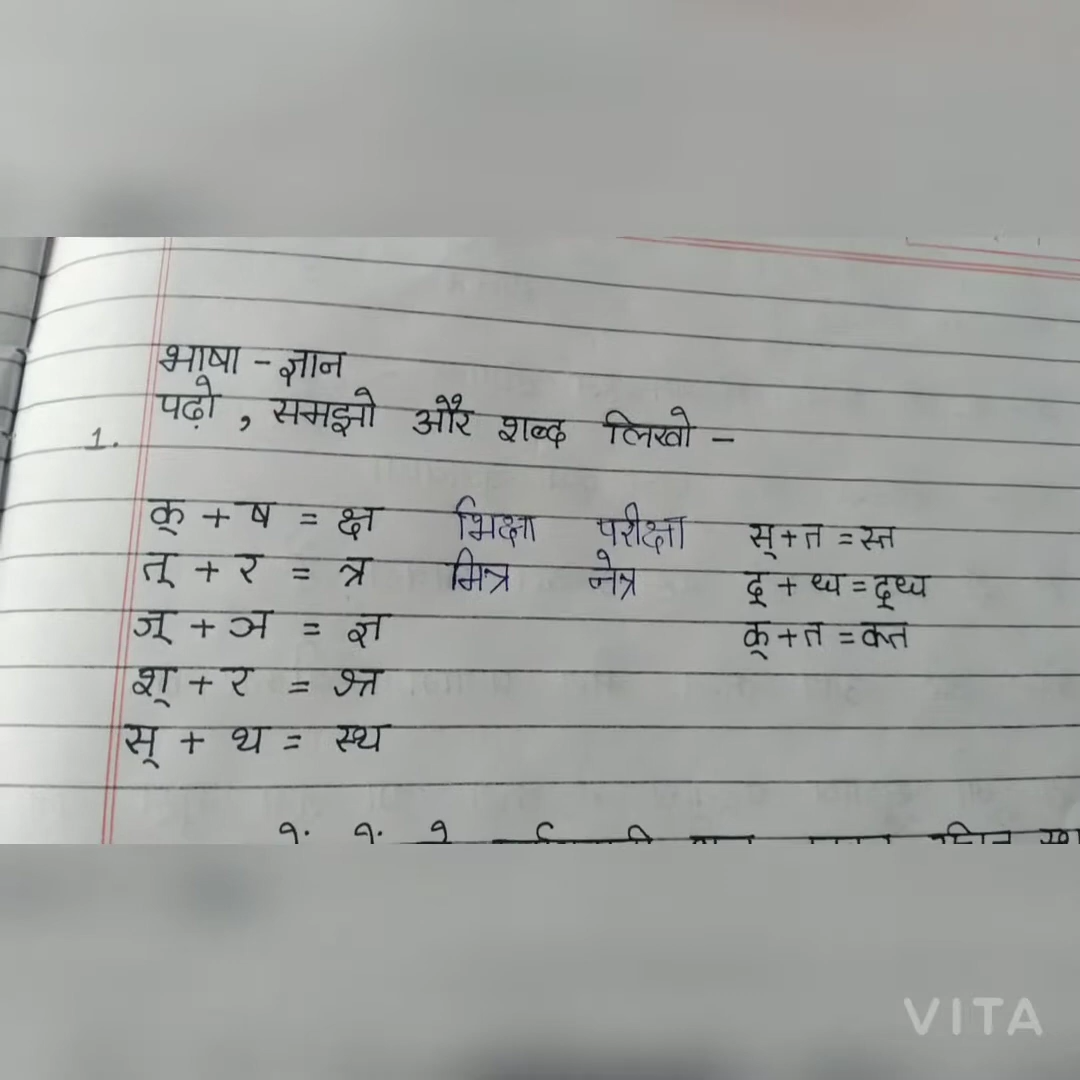 भाषा - ज्ञान
1. पढ़ो , समझो और शब्द लिखो -
क् + ष = क्ष भिक्षा परीक्षा स् + त = स्त
त् + र = त्र मित्र नेत्र द् + ध्य = द्ध्य
ज् + ञ = ज्ञ क् + त = क्त
श् + र = श्र
स् + थ = स्थ
VITA